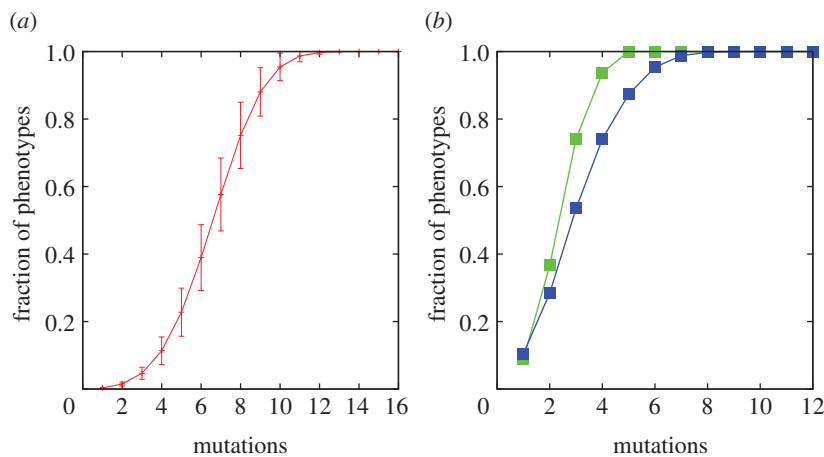 (a)
fraction of phenotypes
1.0
0.8
0.6
0.4
0.2
0 2 4 6 8 10 12 14 16
mutations
(b)
fraction of phenotypes
1.0
0.8
0.6
0.4
0.2
0 2 4 6 8 10 12
mutations